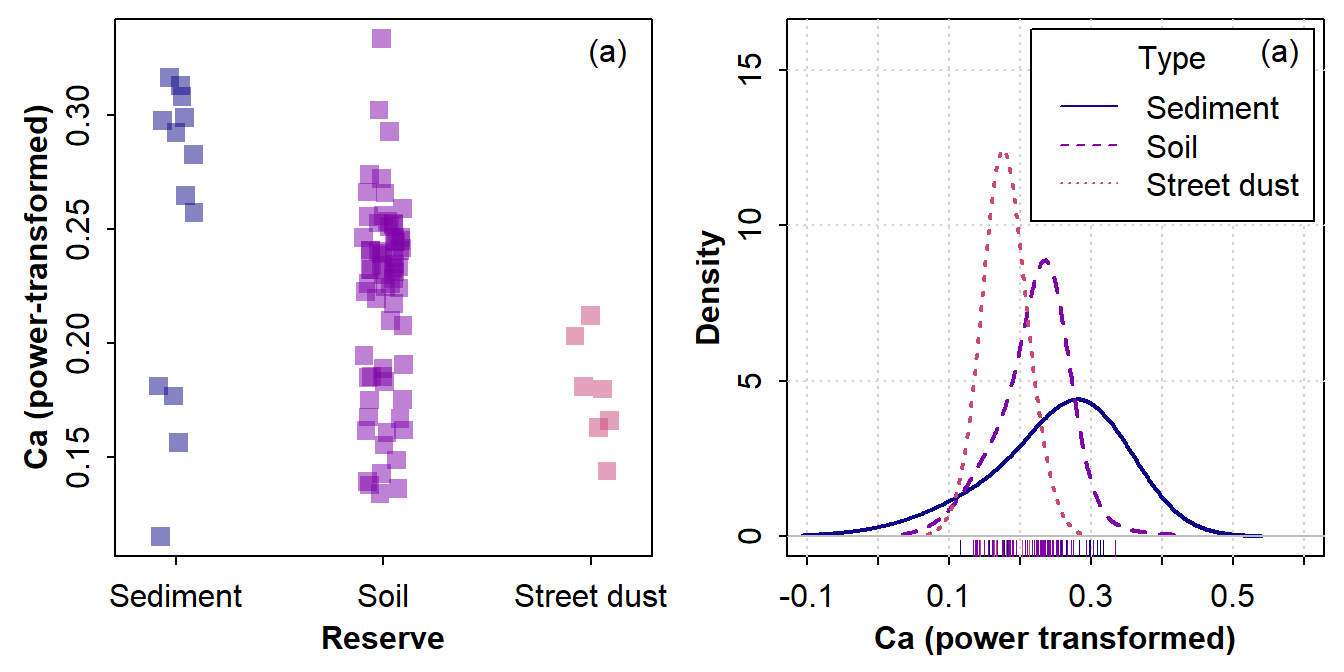 (a)
Ca (power-transformed)
0.30
0.25
0.20
0.15
Sediment Soil Street dust
Reserve
Type (a)
Sediment
Soil
Street dust
Density
15
10
5
0
-0.1 0.1 0.3 0.5
Ca (power transformed)